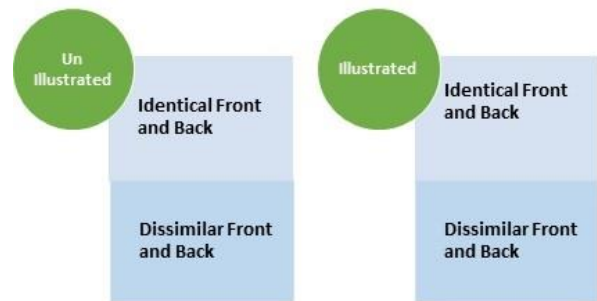 Un
Illustrated
Identical Front
and Back
Dissimilar Front
and Back
Illustrated
Identical Front
and Back
Dissimilar Front
and Back